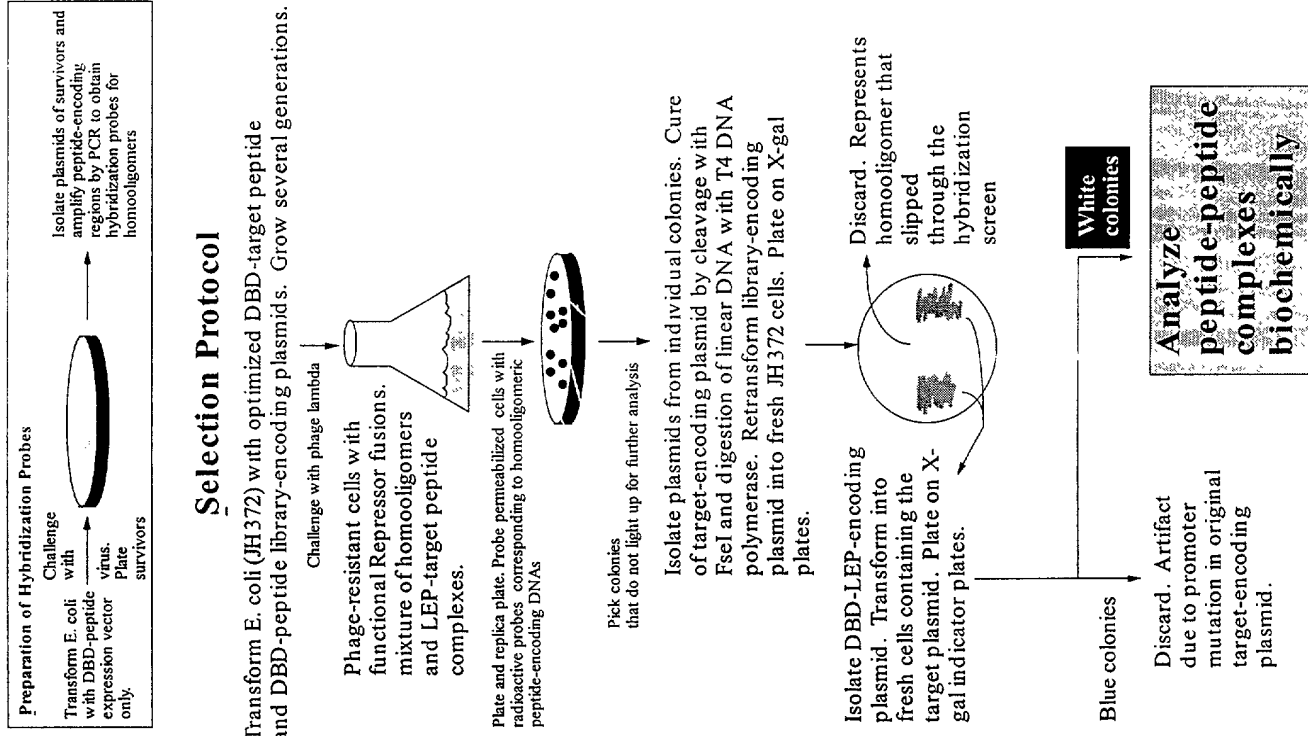 Preparation of Hybridization Probes
Transform E. coli
with DBD-peptide
expression vector
only.
Challenge
with
virus.
Plate
survivors
Isolate plasmids of survivors and
amplify peptide-encoding
regions by PCR to obtain
hybridization probes for
homooligomers
Selection Protocol
Transform E. coli (JH372) with optimized DBD-target peptide
and DBD-peptide library-encoding plasmids. Grow several generations.
Challenge with phage lambda
Phage-resistant cells with
functional Repressor fusions.
mixture of homooligomers
and LEP-target peptide
complexes.
Plate and replica plate. Probe permeabilized cells with
radioactive probes corresponding to homooligomeric
peptide-encoding DNAs
Pick colonies
that do not light up for further analysis
Isolate plasmids from individual colonies. Cure
of target-encoding plasmid by cleavage with
FseI and digestion of linear DNA with T4 DNA
polymerase. Retransform library-encoding
plasmid into fresh JH372 cells. Plate on X-gal
plates.
Isolate DBD-LEP-encoding
plasmid. Transform into
fresh cells containing the
target plasmid. Plate on X-
gal indicator plates.
Discard. Represents
homooligomer that
slipped
through the
hybridization
screen
Blue colonies
White
colonies
Discard. Artifact
due to promoter
mutation in original
target-encoding
plasmid.
Analyze
peptide-peptide
complexes
biochemically